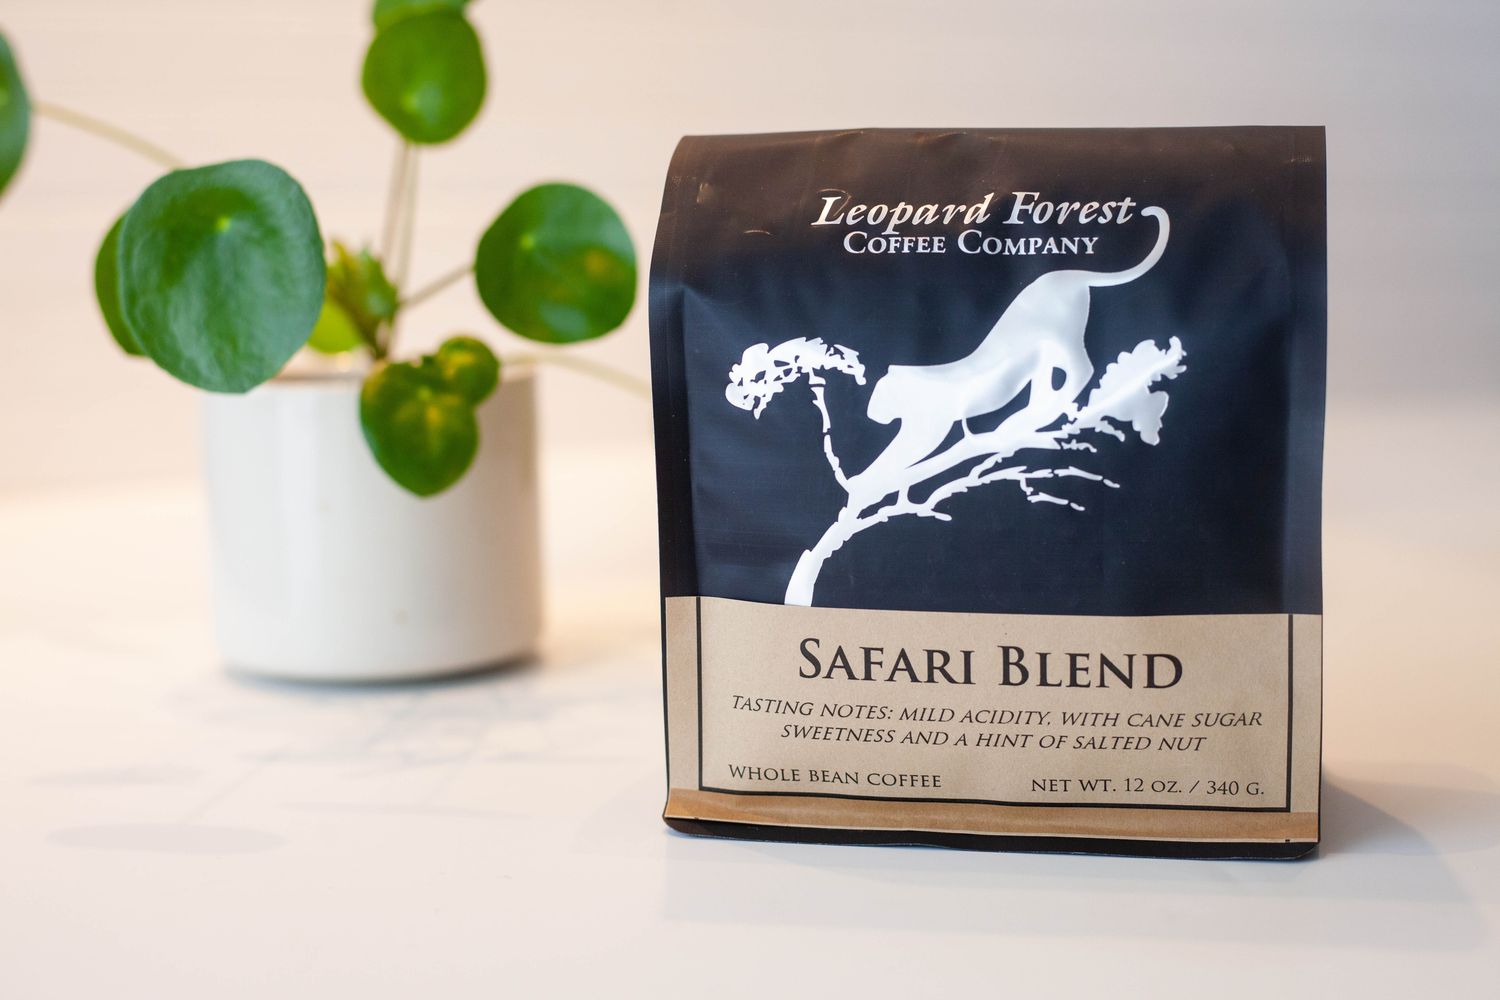 Leopard Forest
Coffee Company
Safari Blend
Tasting notes: mild acidity, with cane sugar
sweetness and a hint of salted nut
Whole bean coffee
net wt. 12 oz. / 340 g.